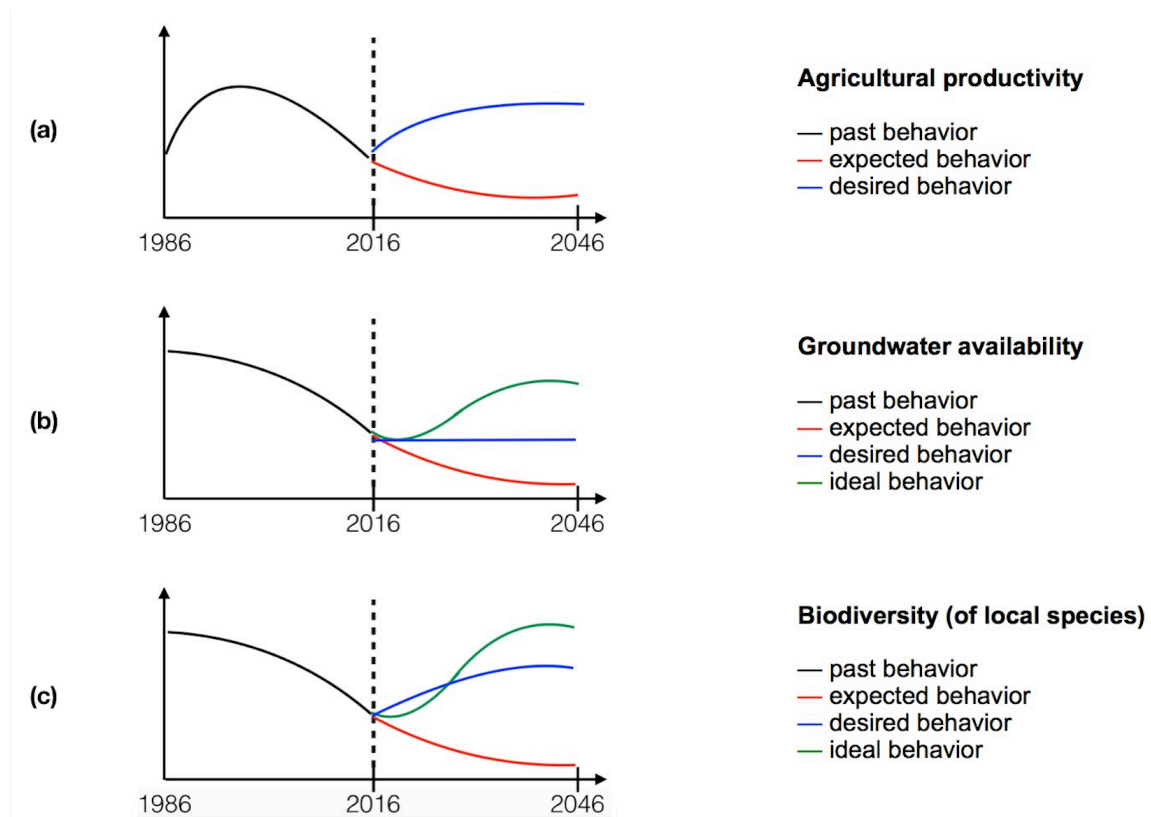 (a)
1986
2016
2046
Agricultural productivity
past behavior
expected behavior
desired behavior
(b)
1986
2016
2046
Groundwater availability
past behavior
expected behavior
desired behavior
ideal behavior
(c)
1986
2016
2046
Biodiversity (of local species)
past behavior
expected behavior
desired behavior
ideal behavior